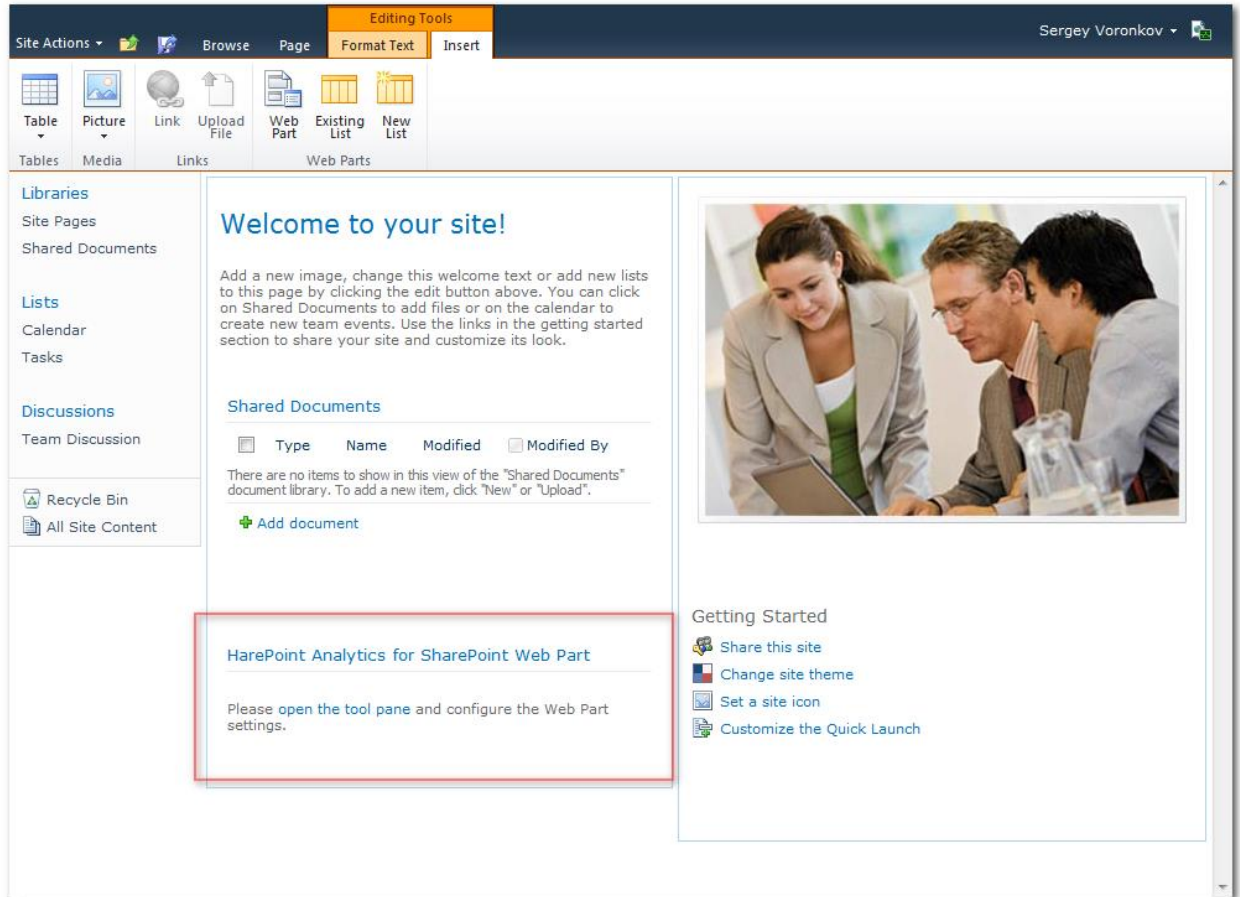 Editing Tools
Site Actions
Browse
Page
Format Text
Insert
Sergey Voronkov
Table
Picture
Link
Upload
File
Web
Part
Existing
List
New
List
Tables
Media
Links
Web Parts
Libraries
Site Pages
Shared Documents
Lists
Calendar
Tasks
Discussions
Team Discussion
Recycle Bin
All Site Content
Welcome to your site!
Add a new image, change this welcome text or add new lists
to this page by clicking the edit button above. You can click
on Shared Documents to add files or on the calendar to
create new team events. Use the links in the getting started
section to share your site and customize its look.
Shared Documents
Type Name Modified Modified By
There are no items to show in this view of the "Shared Documents"
document library. To add a new item, click "New" or "Upload".
Add document
HarePoint Analytics for SharePoint Web Part
Please open the tool pane and configure the Web Part
settings.
Getting Started
Share this site
Change site theme
Set a site icon
Customize the Quick Launch